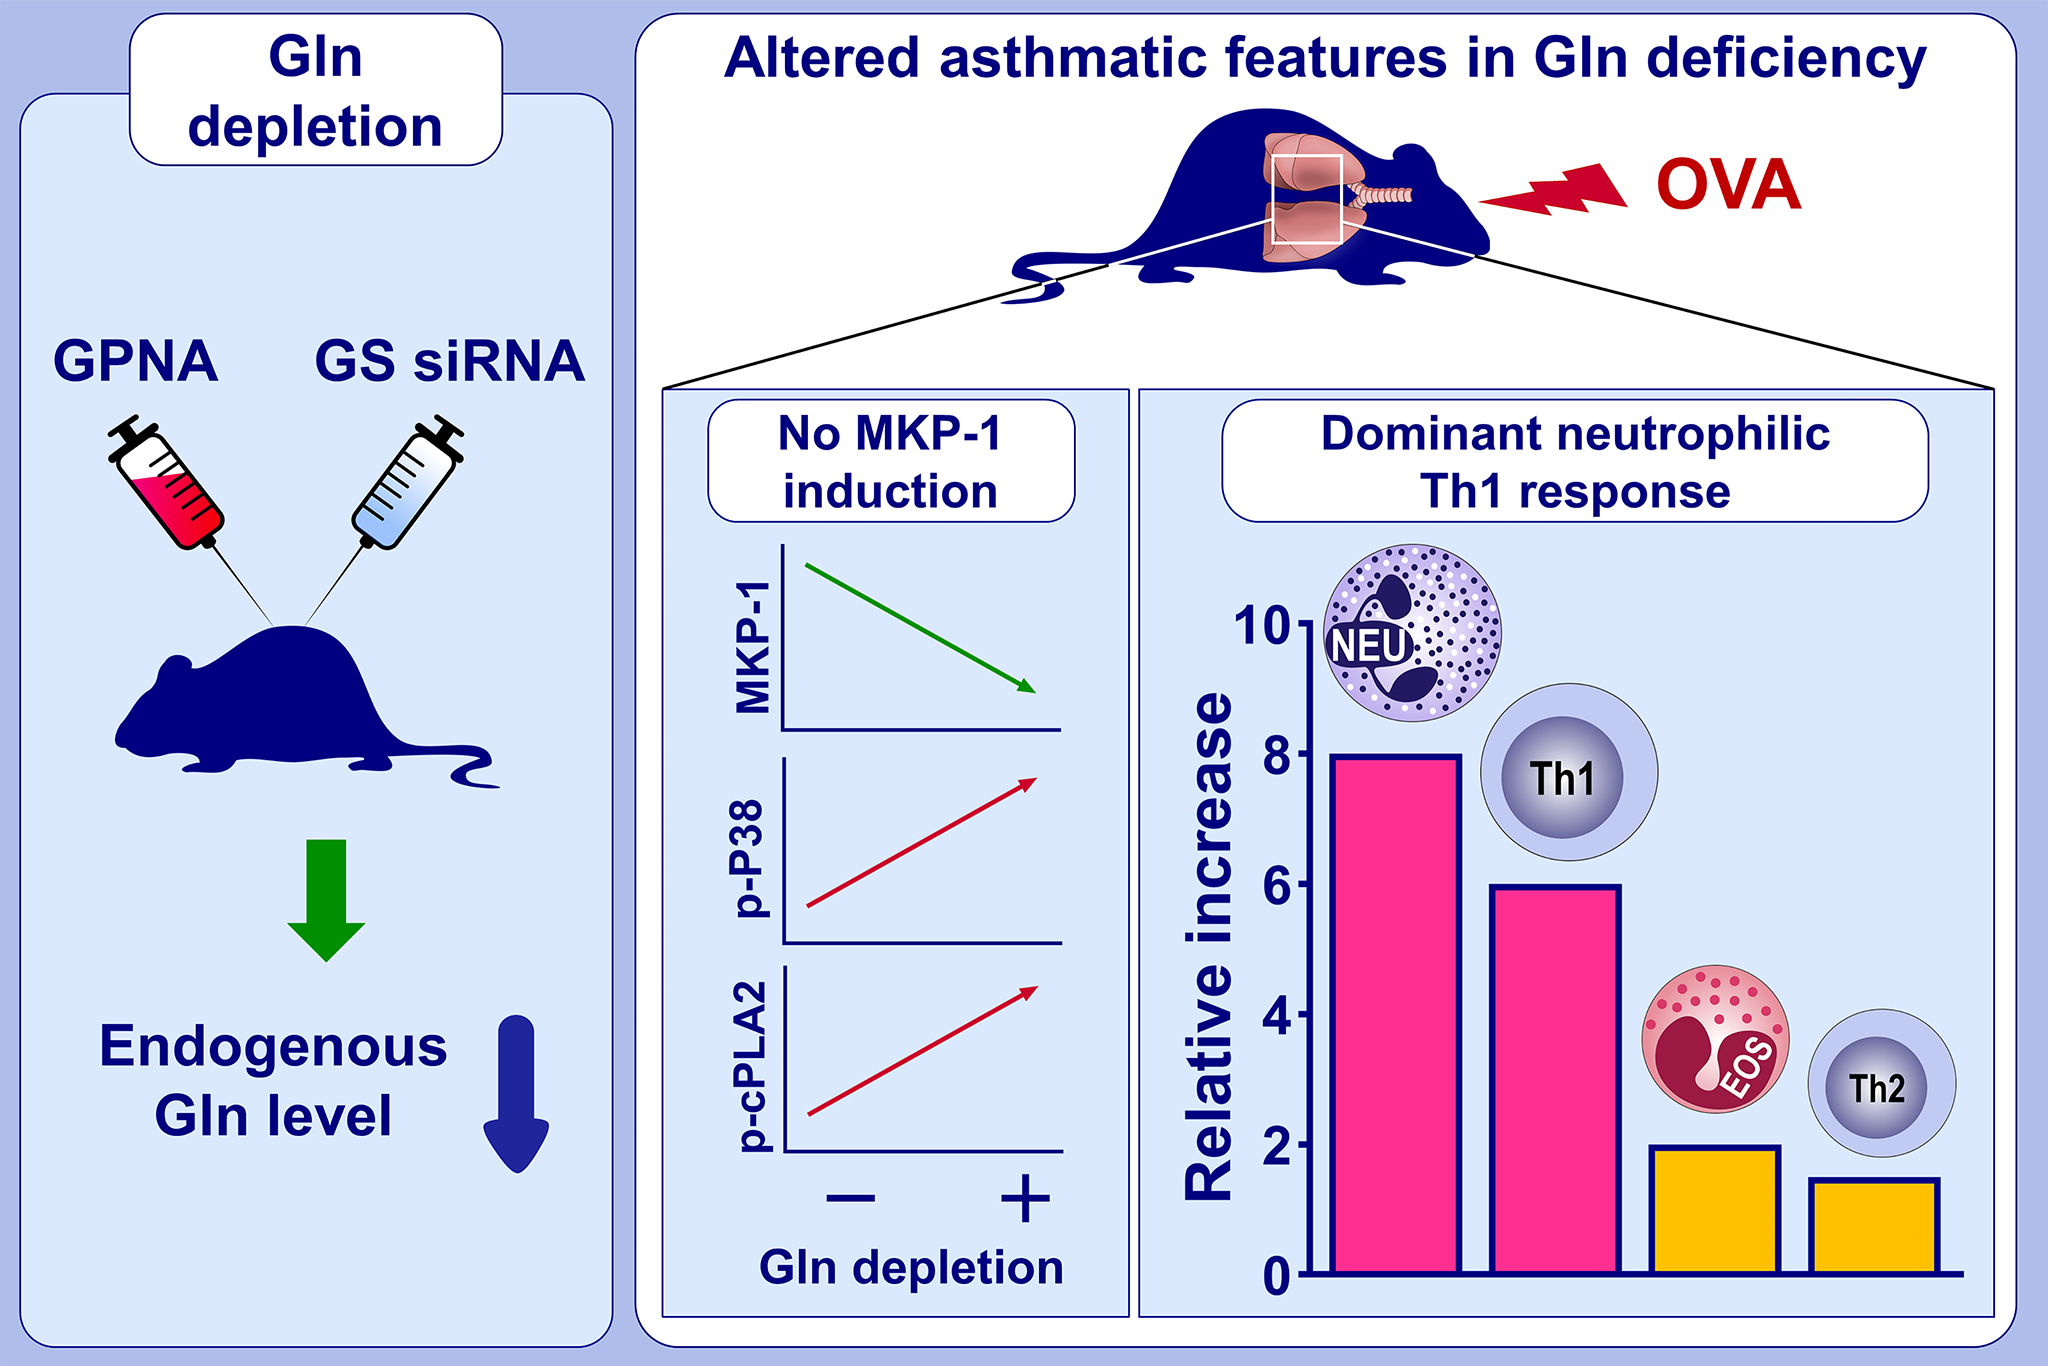 Gln
depletion
GPNA
GS siRNA
Endogenous
Gln level
Altered asthmatic features in Gln deficiency
OVA
No MKP-1
induction
MKP-1
p-P38
p-cPLA2
− +
Gln depletion
Dominant neutrophilic
Th1 response
Relative increase
10
8
6
4
2
0
NEU
Th1
EOS
Th2